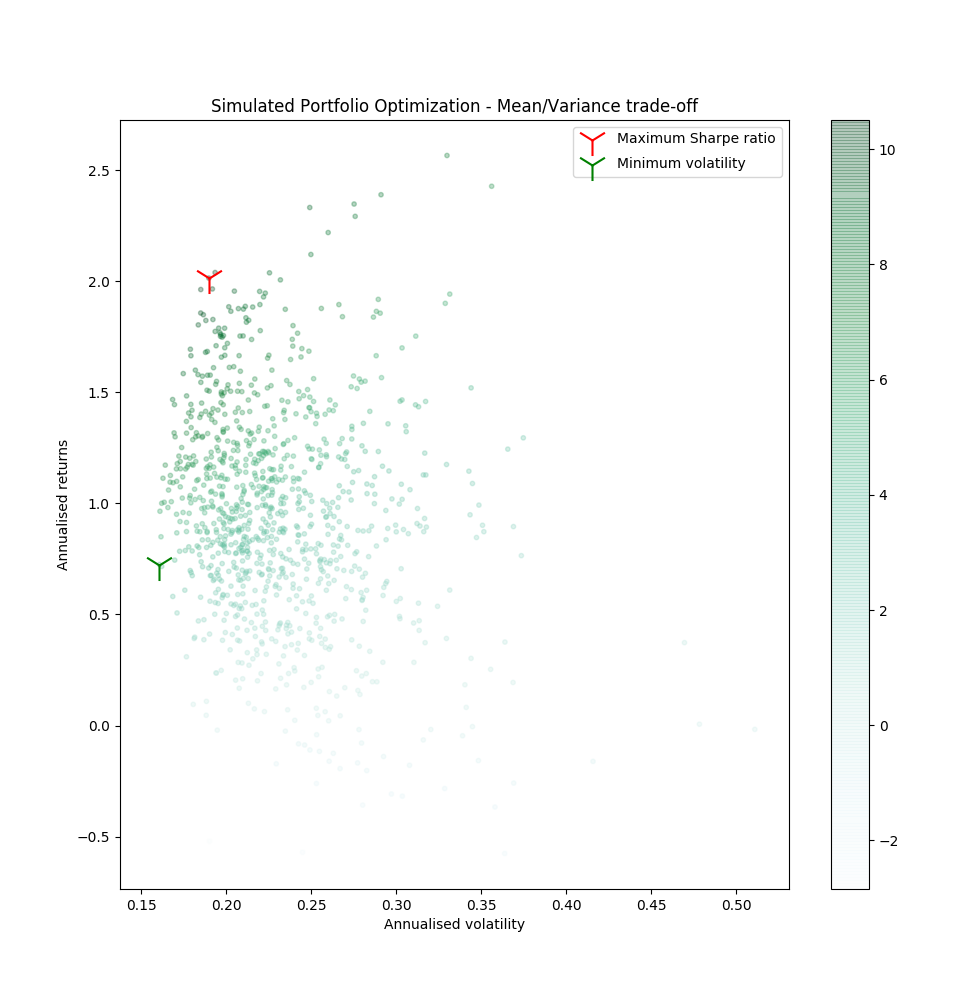 Simulated Portfolio Optimization - Mean/Variance trade-off
Maximum Sharpe ratio
Minimum volatility
Annualised returns
2.5
2.0
1.5
1.0
0.5
0.0
−0.5
0.15 0.20 0.25 0.30 0.35 0.40 0.45 0.50
Annualised volatility
10
8
6
4
2
0
−2